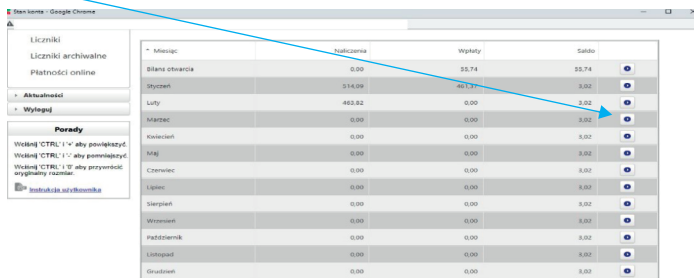 Stan konta - Google Chrome
Liczniki
Liczniki archiwalne
Płatności online
Aktualności
Wyloguj
Porady
Wciśnij 'CTRL' i '+' aby powiększyć.
Wciśnij 'CTRL' i '-' aby pomniejszyć.
Wciśnij 'CTRL' i '0' aby przywrócić
oryginalny rozmiar.
Instrukcja użytkownika
Miesiąc Naliczenia Wpłaty Saldo
Bilans otwarcia 0,00 55,74 55,74
Styczeń 514,09 461,37 3,02
Luty 463,82 0,00 3,02
Marzec 0,00 0,00 3,02
Kwiecień 0,00 0,00 3,02
Maj 0,00 0,00 3,02
Czerwiec 0,00 0,00 3,02
Lipiec 0,00 0,00 3,02
Sierpień 0,00 0,00 3,02
Wrzesień 0,00 0,00 3,02
Październik 0,00 0,00 3,02
Listopad 0,00 0,00 3,02
Grudzień 0,00 0,00 3,02